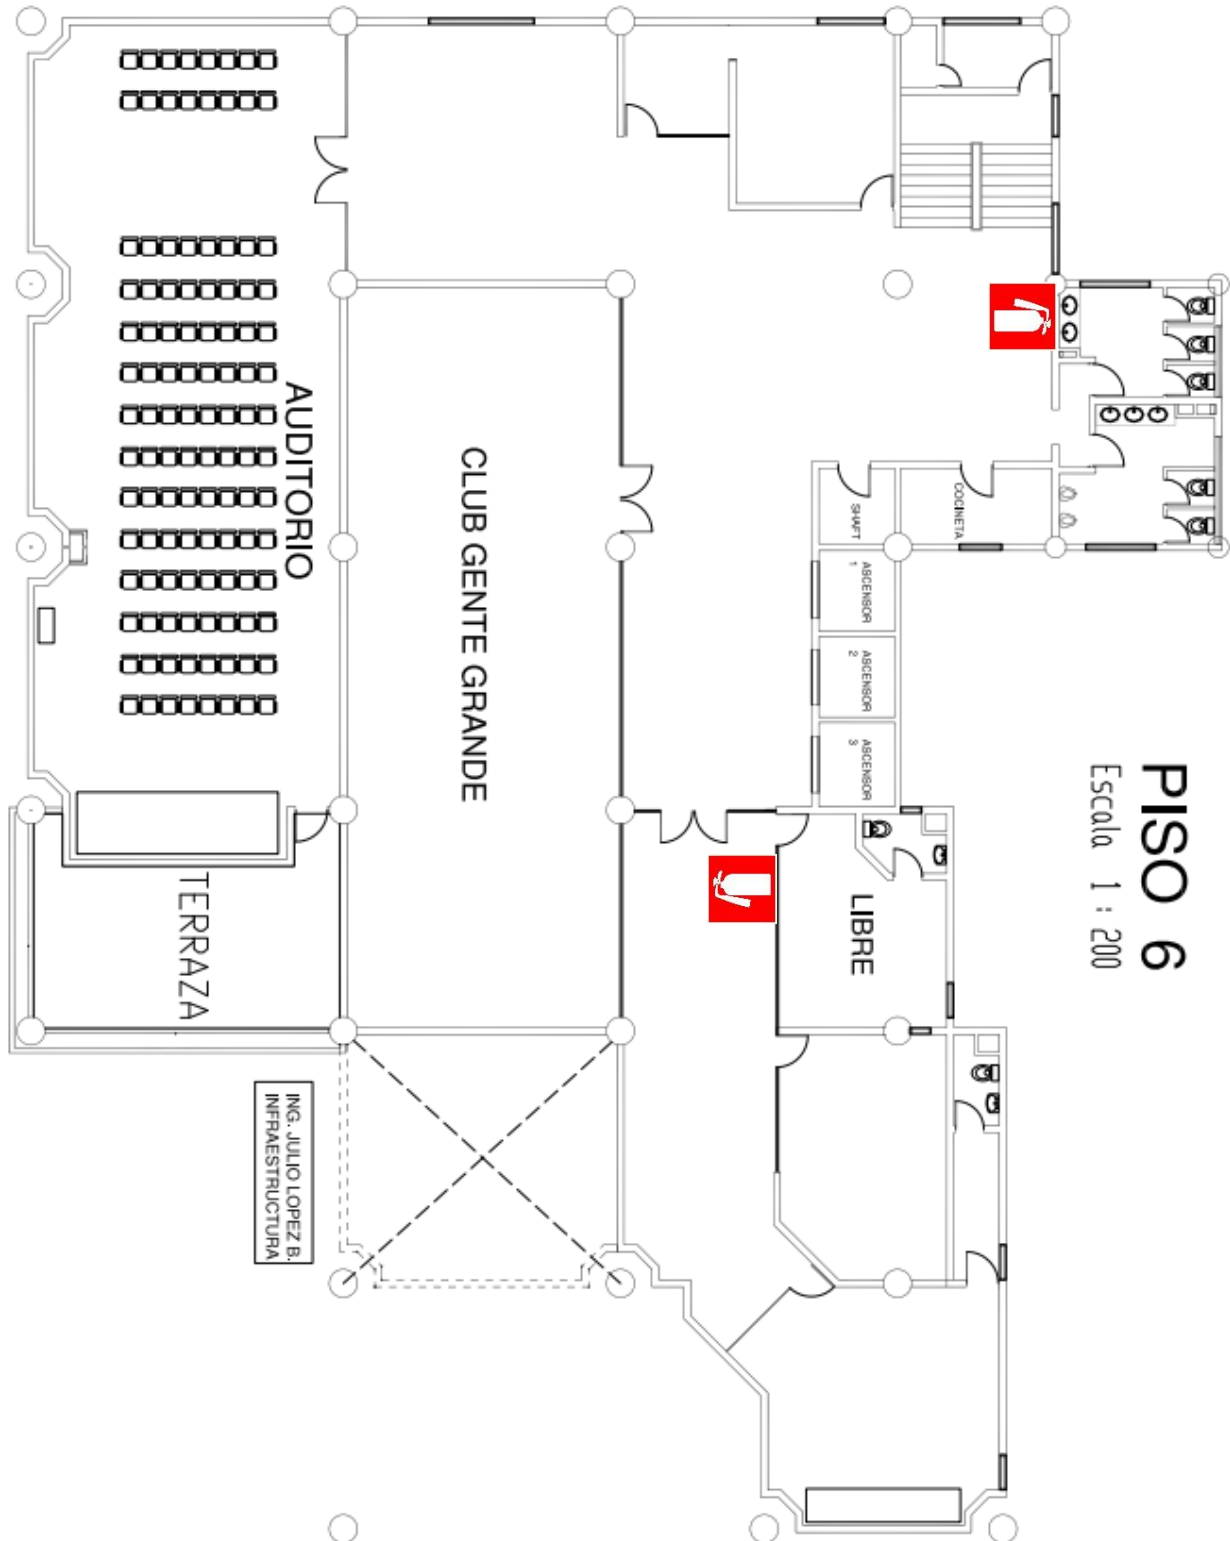 PISO 6
Escala 1 : 200
AUDITORIO
CLUB GENTE GRANDE
TERRAZA
COCINETA
SHAFT
ASCENSOR
1
ASCENSOR
2
ASCENSOR
3
LIBRE
ING. JULIO LOPEZ B.
INFRAESTRUCTURA